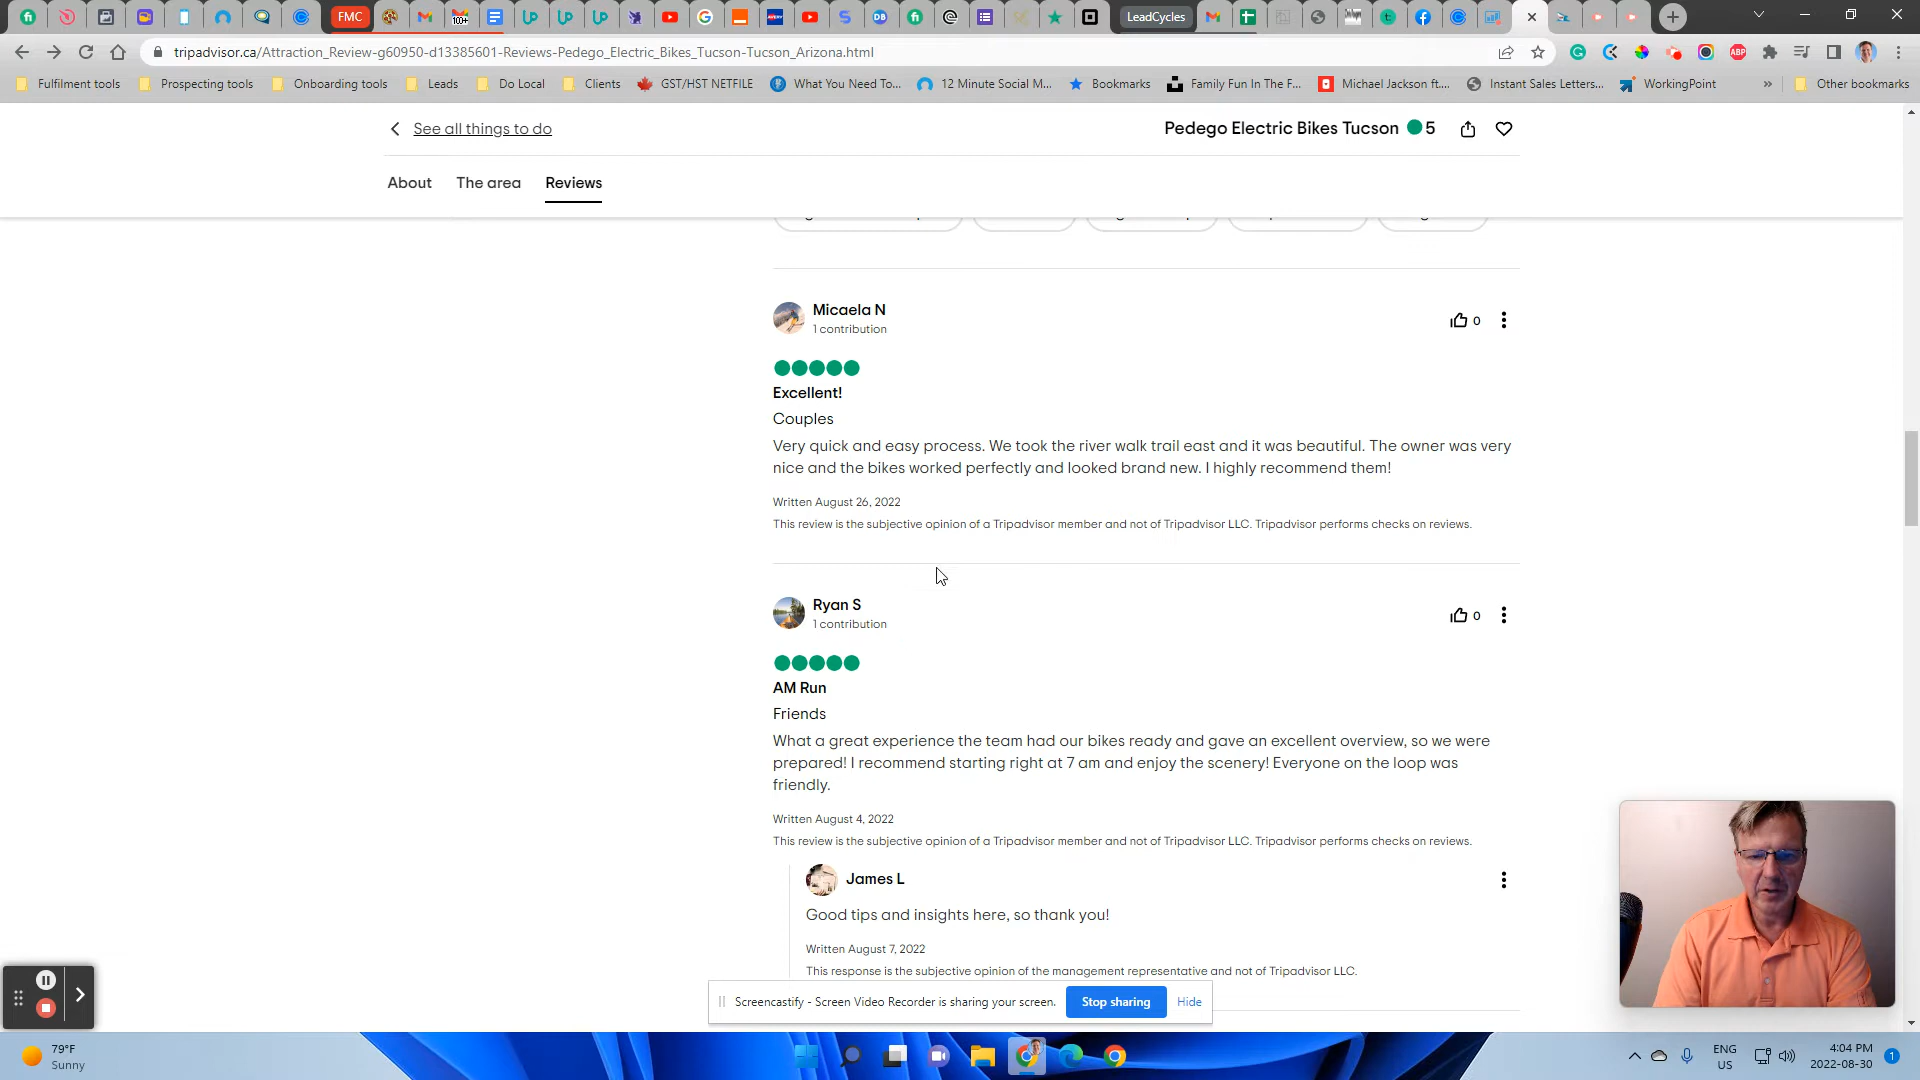 FMC
100+
LeadCycles
tripadvisor.ca/Attraction_Review-g60950-d13385601-Reviews-Pedego_Electric_Bikes_Tucson-Tucson_Arizona.html
Fulfilment tools
Prospecting tools
Onboarding tools
Leads
Do Local
Clients
GST/HST NETFILE
What You Need To...
12 Minute Social M...
Bookmarks
Family Fun In The F...
Michael Jackson ft....
Instant Sales Letters...
WorkingPoint
Other bookmarks
See all things to do
Pedego Electric Bikes Tucson 5
About The area Reviews
Micaela N
1 contribution
0
Excellent!
Couples
Very quick and easy process. We took the river walk trail east and it was beautiful. The owner was very
nice and the bikes worked perfectly and looked brand new. I highly recommend them!
Written August 26, 2022
This review is the subjective opinion of a Tripadvisor member and not of Tripadvisor LLC. Tripadvisor performs checks on reviews.
Ryan S
1 contribution
0
AM Run
Friends
What a great experience the team had our bikes ready and gave an excellent overview, so we were
prepared! I recommend starting right at 7 am and enjoy the scenery! Everyone on the loop was
friendly.
Written August 4, 2022
This review is the subjective opinion of a Tripadvisor member and not of Tripadvisor LLC. Tripadvisor performs checks on reviews.
James L
Good tips and insights here, so thank you!
Written August 7, 2022
This response is the subjective opinion of the management representative and not of Tripadvisor LLC.
Screencastify - Screen Video Recorder is sharing your screen.
Stop sharing
Hide
79°F
Sunny
ENG
US
4:04 PM
2022-08-30
1